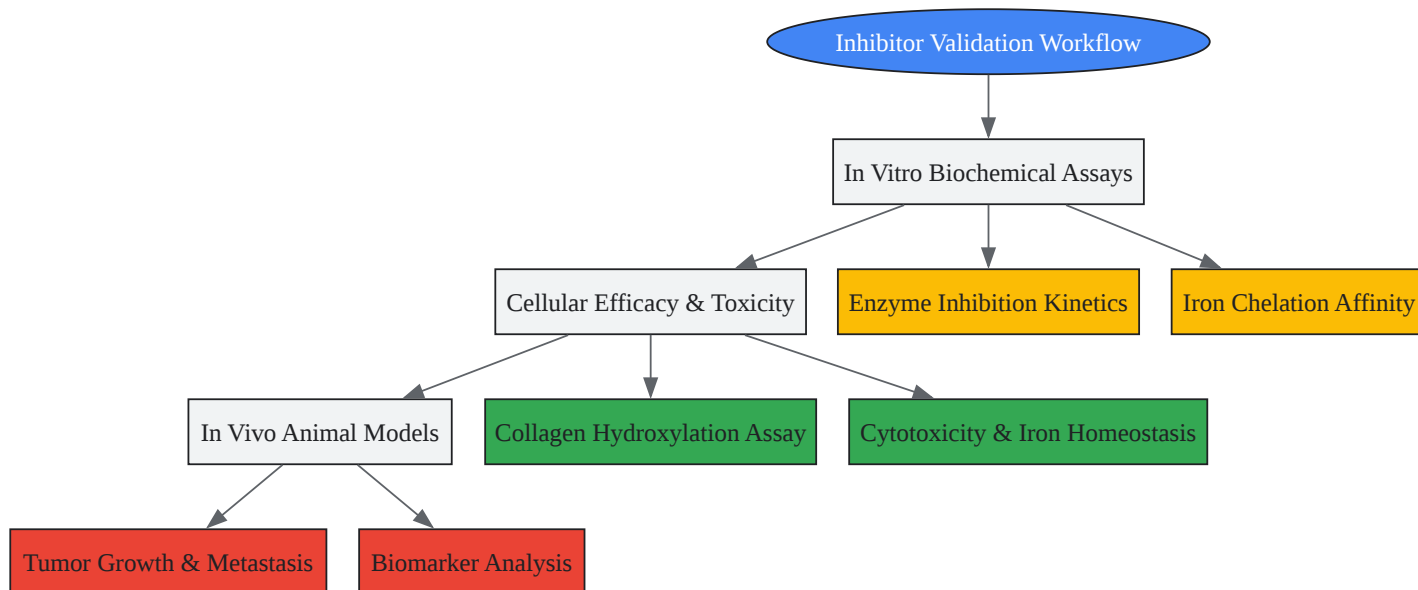 Inhibitor Validation Workflow
In Vitro Biochemical Assays
Cellular Efficacy & Toxicity
Enzyme Inhibition Kinetics
Iron Chelation Affinity
In Vivo Animal Models
Collagen Hydroxylation Assay
Cytotoxicity & Iron Homeostasis
Tumor Growth & Metastasis
Biomarker Analysis